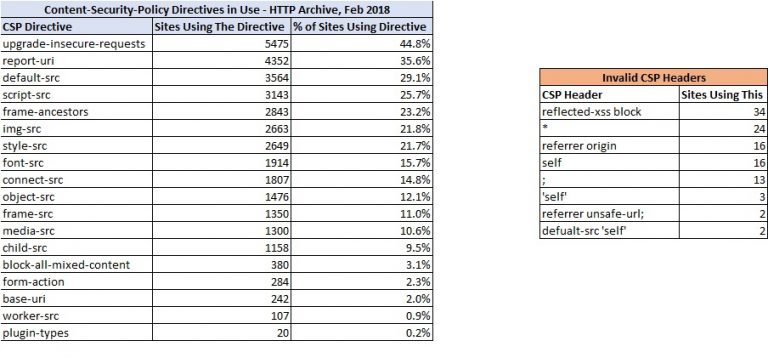 Content-Security-Policy Directives in Use - HTTP Archive, Feb 2018
CSP Directive Sites Using The Directive % of Sites Using Directive
upgrade-insecure-requests 5475 44.8%
report-uri 4352 35.6%
default-src 3564 29.1%
script-src 3143 25.7%
frame-ancestors 2843 23.2%
img-src 2663 21.8%
style-src 2649 21.7%
font-src 1914 15.7%
connect-src 1807 14.8%
object-src 1476 12.1%
frame-src 1350 11.0%
media-src 1300 10.6%
child-src 1158 9.5%
block-all-mixed-content 380 3.1%
form-action 284 2.3%
base-uri 242 2.0%
worker-src 107 0.9%
plugin-types 20 0.2%
Invalid CSP Headers
CSP Header Sites Using This
reflected-xss block 34
* 24
referrer origin 16
self 16
; 13
'self' 3
referrer unsafe-url; 2
defualt-src 'self' 2